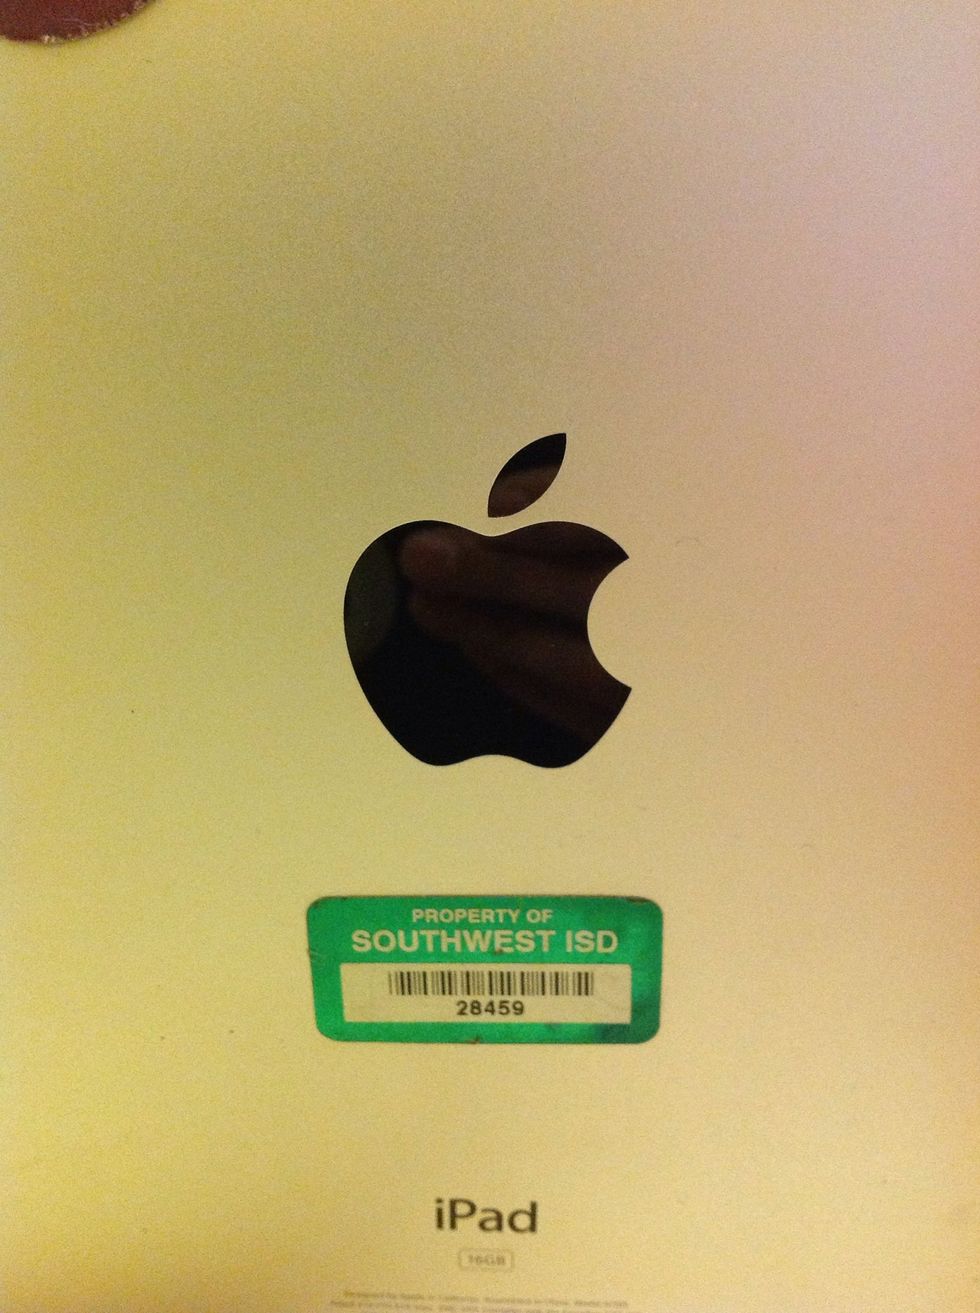 PROPERTY OF
SOUTHWEST ISD
28459
iPad
16GB